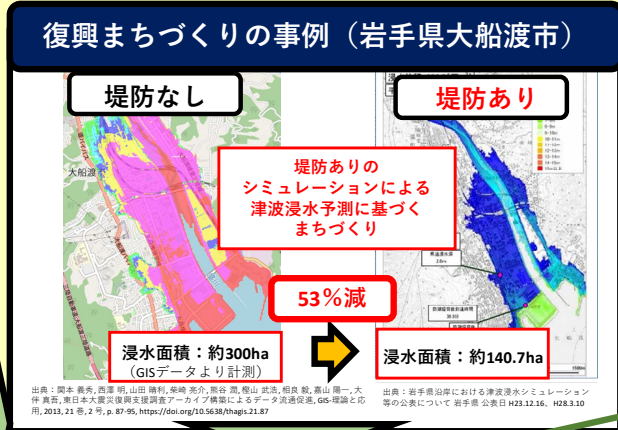 復興まちづくりの事例（岩手県大船渡市）
堤防なし
堤防あり
大船渡
堤防ありの
シミュレーションによる
津波浸水予測に基づく
まちづくり
53％減
浸水面積：約300ha
（GISデータより計測）
浸水面積：約140.7ha
出典：関本 義秀, 西澤 明, 山田 晴利, 柴崎 亮介, 熊谷 潤, 樫山 武浩, 相良 毅, 嘉山 陽一, 大
伴 真吾, 東日本大震災復興支援調査アーカイブ構築によるデータ流通促進, GIS-理論と応
用, 2013, 21 巻, 2 号, p. 87-95, https://doi.org/10.5638/thagis.21.87
出典：岩手県沿岸における津波浸水シミュレーション
等の公表について 岩手県 公表日 H23.12.16、 H28.3.10